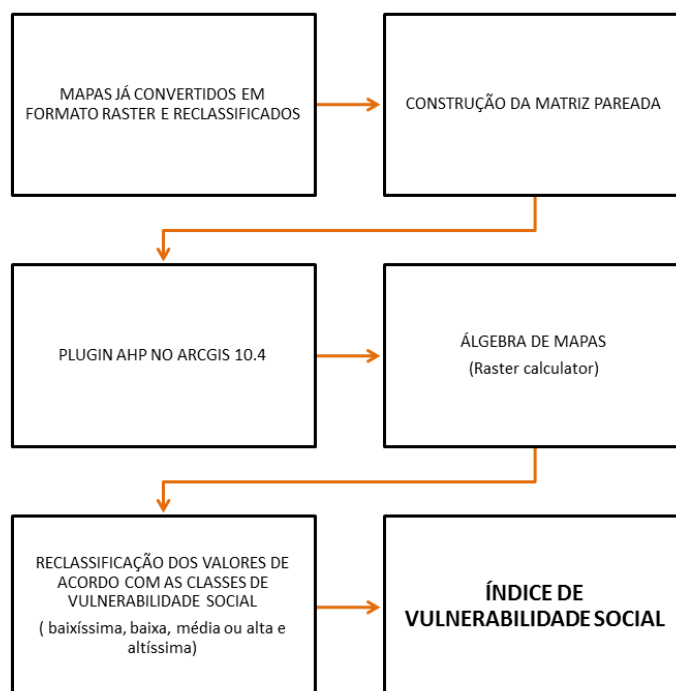 MAPAS JÁ CONVERTIDOS EM
FORMATO RASTER E RECLASSIFICADOS
CONSTRUÇÃO DA MATRIZ PAREADA
PLUGIN AHP NO ARCGIS 10.4
ÁLGEBRA DE MAPAS
(Raster calculator)
RECLASSIFICAÇÃO DOS VALORES DE
ACORDO COM AS CLASSES DE
VULNERABILIDADE SOCIAL
( baixíssima, baixa, média ou alta e
altíssima)
ÍNDICE DE
VULNERABILIDADE SOCIAL